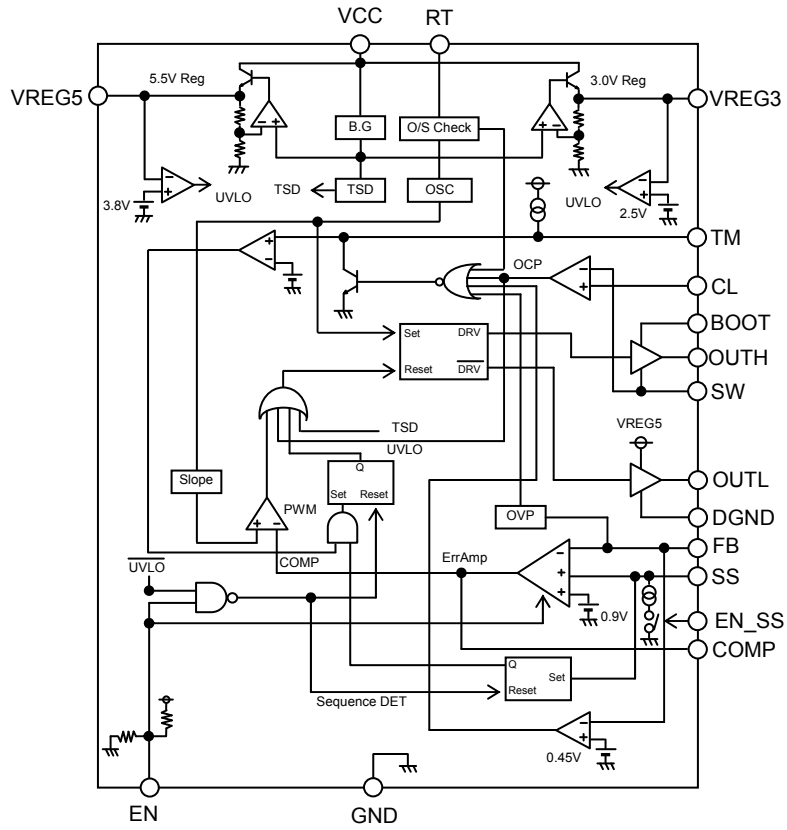 VCC RT
5.5V Reg 3.0V Reg
VREG5 VREG3
B.G O/S Check
+ − − +
TSD TSD OSC
UVLO UVLO
3.8V 2.5V
− + − +
TM
+ −
OCP
− +
CL
BOOT
Set DRV
OUTH
Reset DRV
SW
TSD
VREG5
UVLO
Q
Slope
OUTL
Set Reset
PWM
OVP
DGND
+ −
ErrAmp
FB
UVLO
COMP
− + +
SS
0.9V
EN_SS
COMP
Q
Set
Reset
Sequence DET
− +
0.45V
EN GND